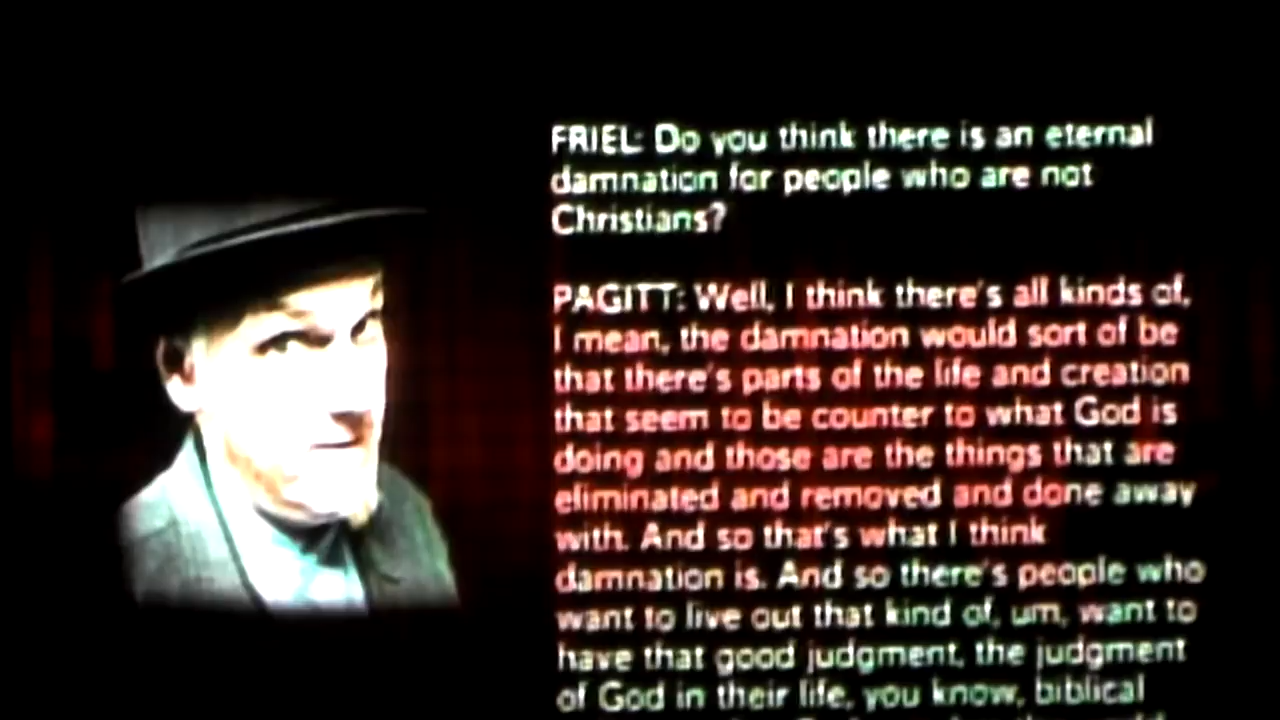 FRIEL: Do you think there is an eternal
damnation for people who are not
Christians?
PAGITT: Well, I think there's all kinds of,
I mean, the damnation would sort of be
that there's parts of the life and creation
that seem to be counter to what God is
doing and those are the things that are
eliminated and removed and done away
with. And so that's what I think
damnation is. And so there's people who
want to live out that kind of, um, want to
have that good judgment, the judgment
of God in their life, you know, biblical